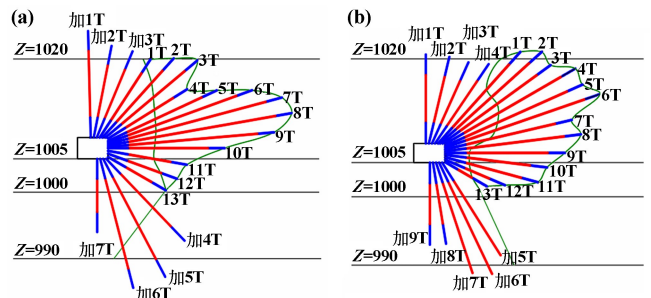 (a)
加1T
加2T
加3T
1T
2T
3T
Z=1020
4T
5T
6T
7T
8T
9T
Z=1005
10T
11T
12T
Z=1000
13T
加7T
加4T
Z=990
加5T
加6T
(b)
加1T
加2T
加3T
加4T
1T
2T
3T
Z=1020
4T
5T
6T
7T
8T
Z=1005
9T
10T
11T
12T
13T
Z=1000
加9T
加8T
加5T
Z=990
加7T
加6T